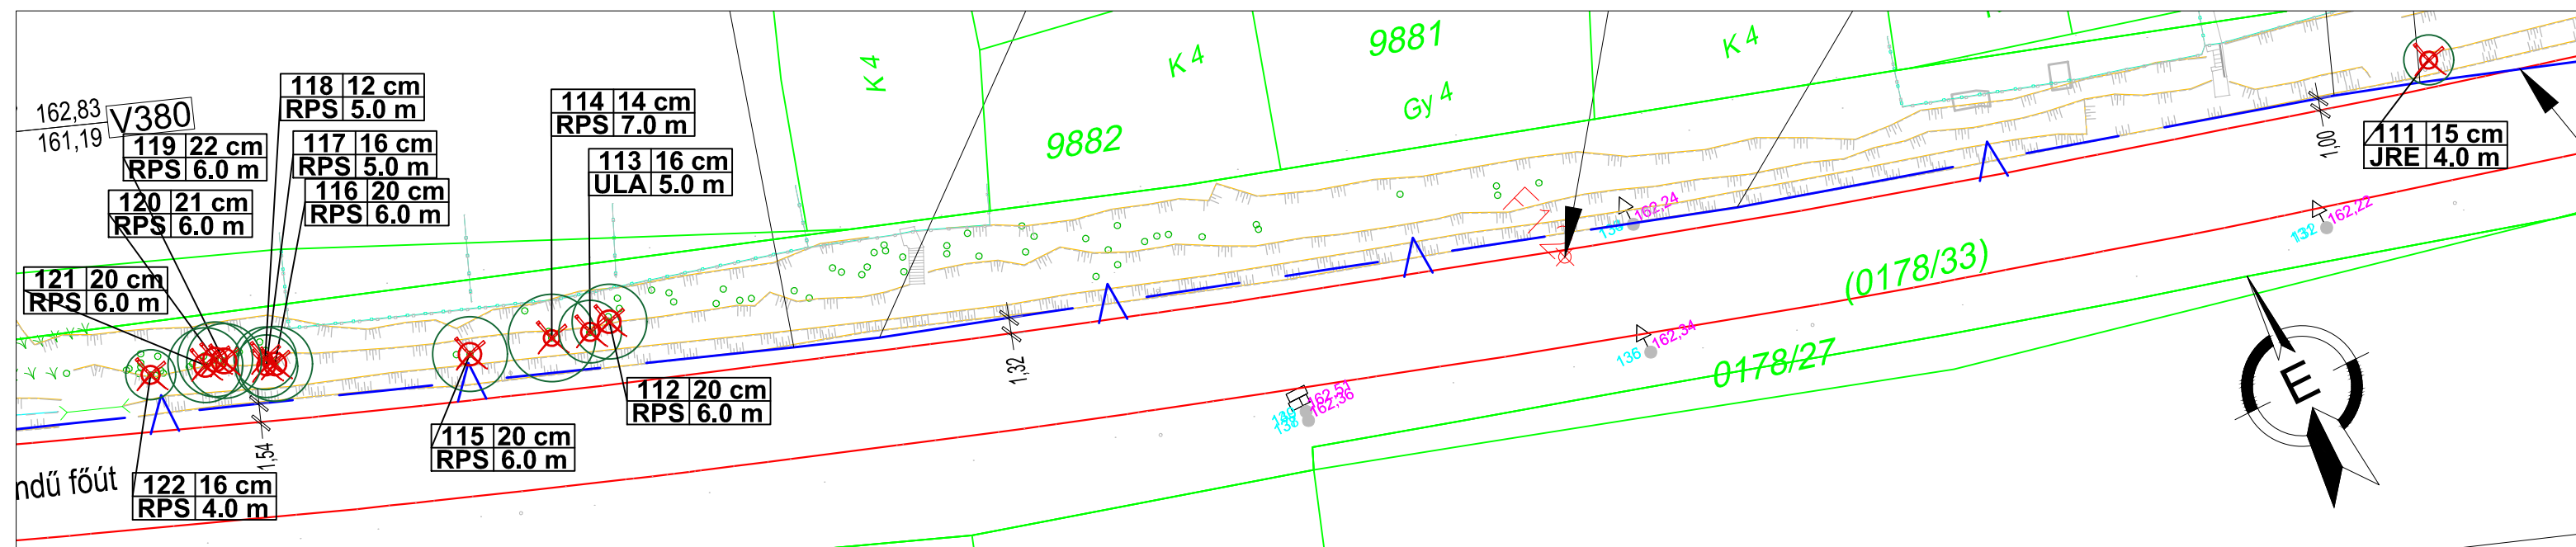 162,83
161,19
V380
119 22 cm
RPS 6.0 m
120 21 cm
RPS 6.0 m
121 20 cm
RPS 6.0 m
118 12 cm
RPS 5.0 m
117 16 cm
RPS 5.0 m
116 20 cm
RPS 6.0 m
114 14 cm
RPS 7.0 m
113 16 cm
ULA 5.0 m
112 20 cm
RPS 6.0 m
115 20 cm
RPS 6.0 m
122 16 cm
RPS 4.0 m
ndű főút
1,54
1,32
K 4
9882
K 4
9881
Gy 4
K 4
162,24
136
162,34
162,51
162,36
(0178/33)
0178/27
1,00
132
162,22
111 15 cm
JRE 4.0 m
É